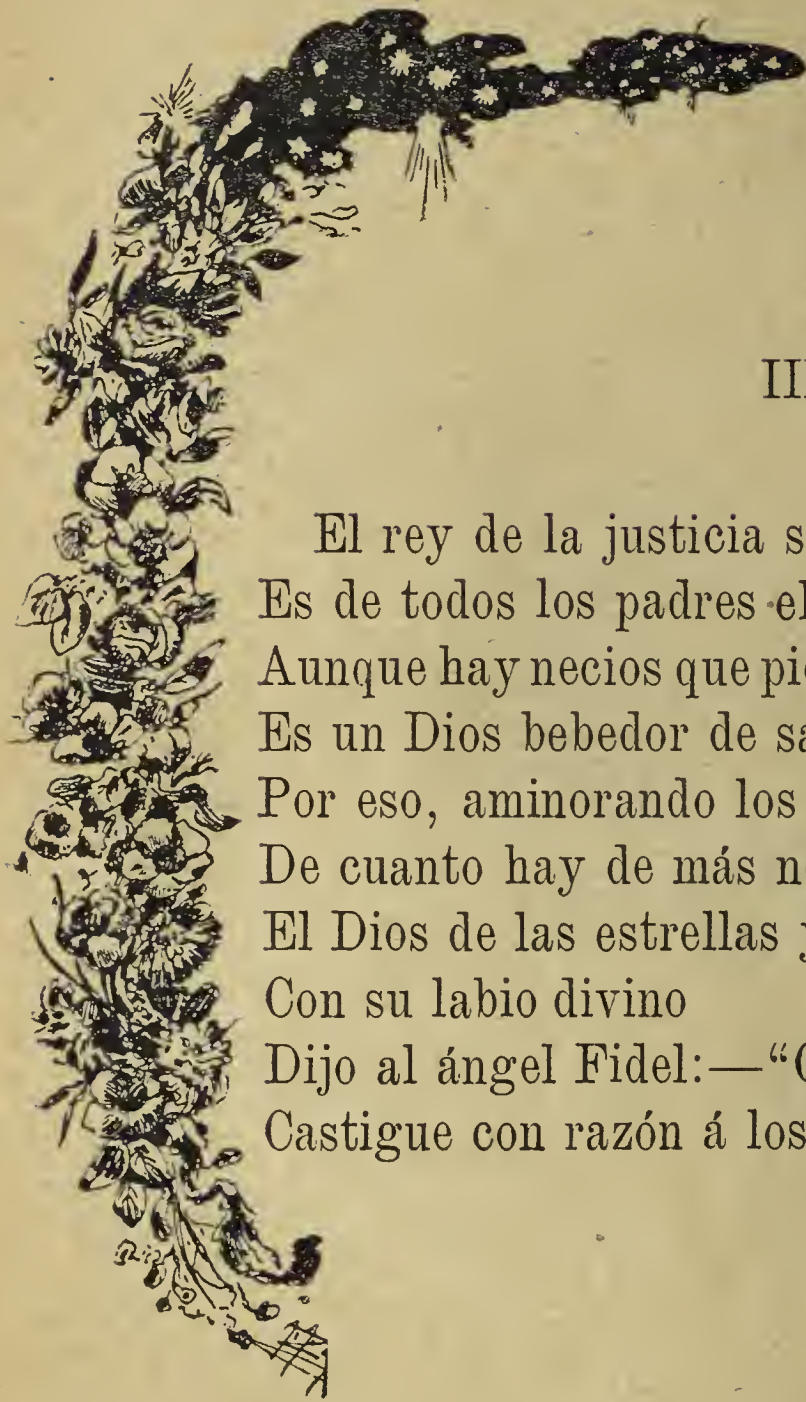 III
El rey de la justicia s
Es de todos los padres el
Aunque hay necios que pi
Es un Dios bebedor de s
Por eso, aminorando los
De cuanto hay de más n
El Dios de las estrellas
Con su labio divino
Dijo al ángel Fidel:—“
Castigue con razón á los